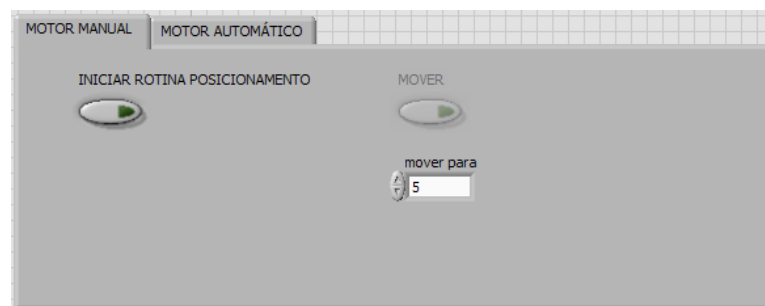 MOTOR MANUAL
MOTOR AUTOMÁTICO
INICIAR ROTINA POSICIONAMENTO
MOVER
mover para
5